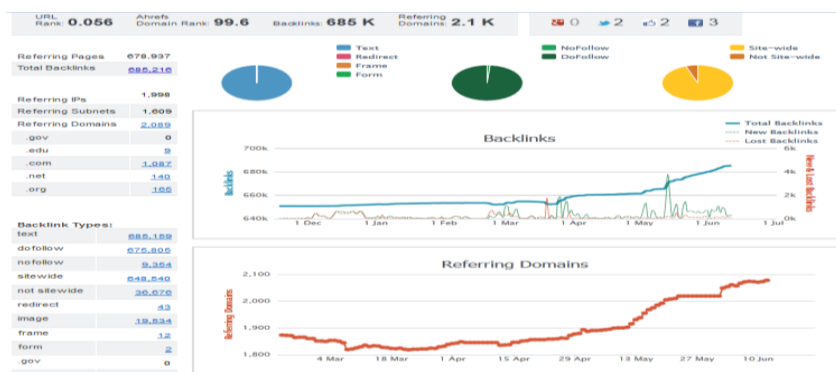 URL Rank: 0.056
Ahrefs Domain Rank: 99.6
Backlinks: 685 K
Referring Domains: 2.1 K
0 2 2 3
Referring Pages 678,937
Total Backlinks 685,216
Referring IPs 1,998
Referring Subnets 1,609
Referring Domains 2,089
.gov 0
.edu 9
.com 1,087
.net 140
.org 165
Backlink Types:
text 685,159
dofollow 675,805
nofollow 9,354
sitewide 648,540
not sitewide 36,676
redirect 43
image 19,534
frame 12
form 2
.gov 0
Text
Redirect
Frame
Form
NoFollow
DoFollow
Site-wide
Not Site-wide
Backlinks
Total Backlinks
New Backlinks
Lost Backlinks
Backlinks
700k
680k
660k
640k
6k
4k
2k
0k
New & Lost Backlinks
1 Dec 1 Jan 1 Feb 1 Mar 1 Apr 1 May 1 Jun 1 Jul
Referring Domains
Referring Domains
2,100
2,000
1,900
1,800
4 Mar 18 Mar 1 Apr 15 Apr 29 Apr 13 May 27 May 10 Jun